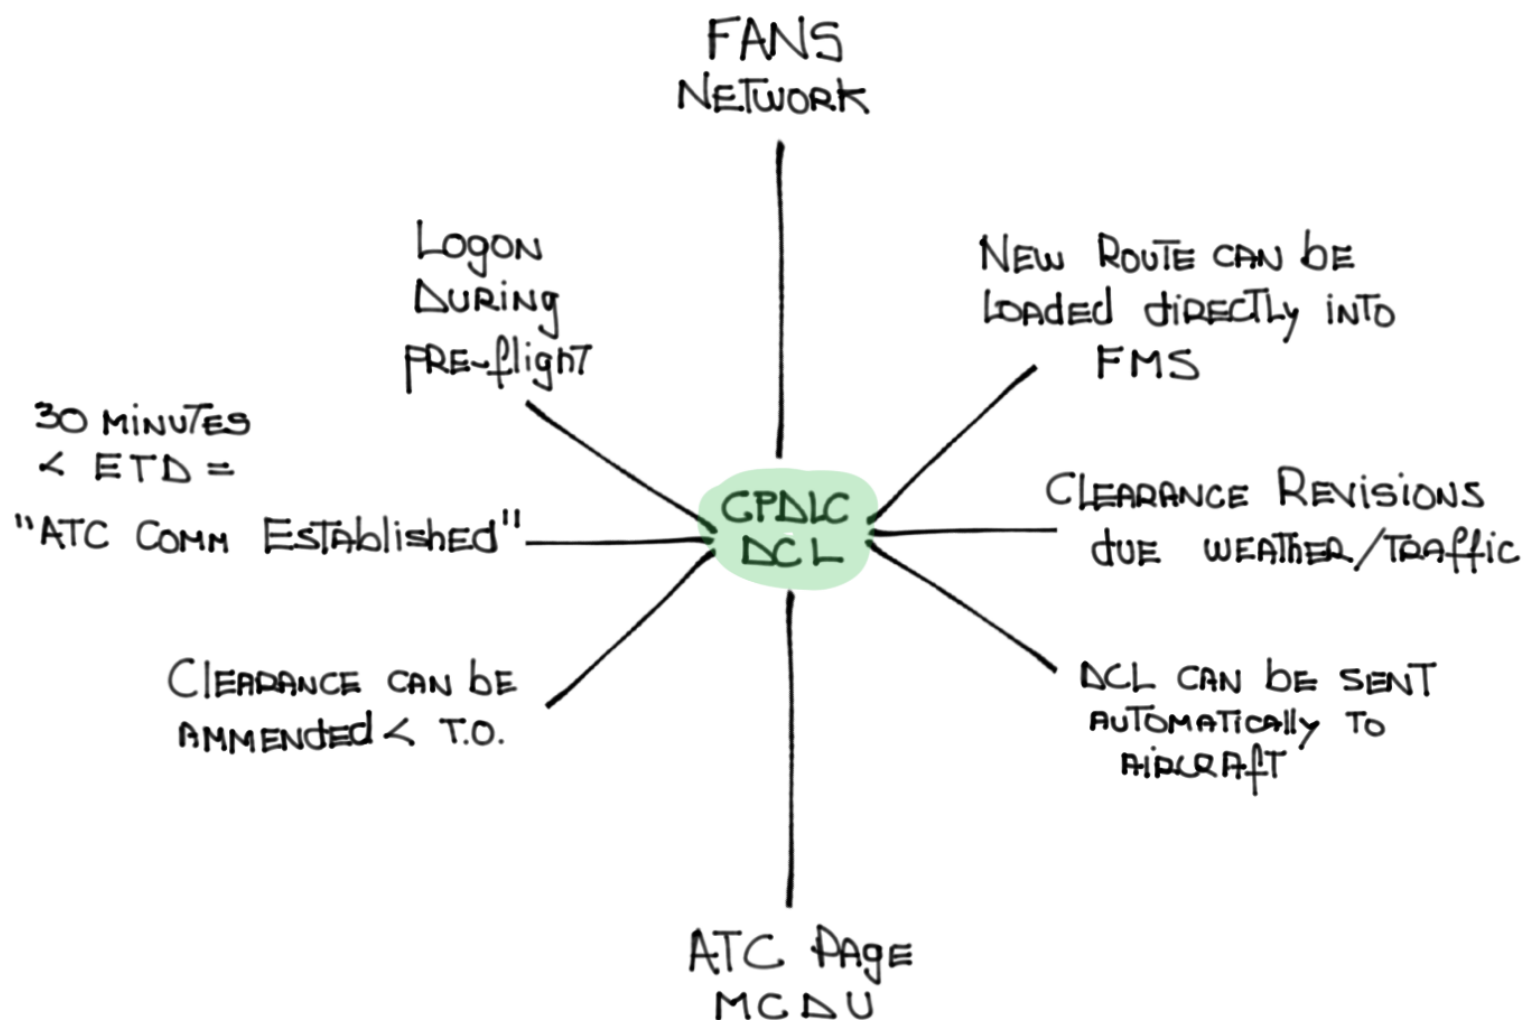 FANS
NETWORK
LOGON
DURING
PRE-flighT
NEW ROUTE CAN bE
LOADED diRECTLy INTO
FMS
30 MINUTES
< ETD =
"ATC COMM ESTAblishED"
CPDLC
DCL
CLEARANCE REVISIONS
dUE WEATHER/TRAffic
ClEARANCE CAN bE
AMMENDED < T.O.
DCL CAN bE SENT
AUTOMATICAlly TO
AIRCRAfT
ATC PAgE
MCDU